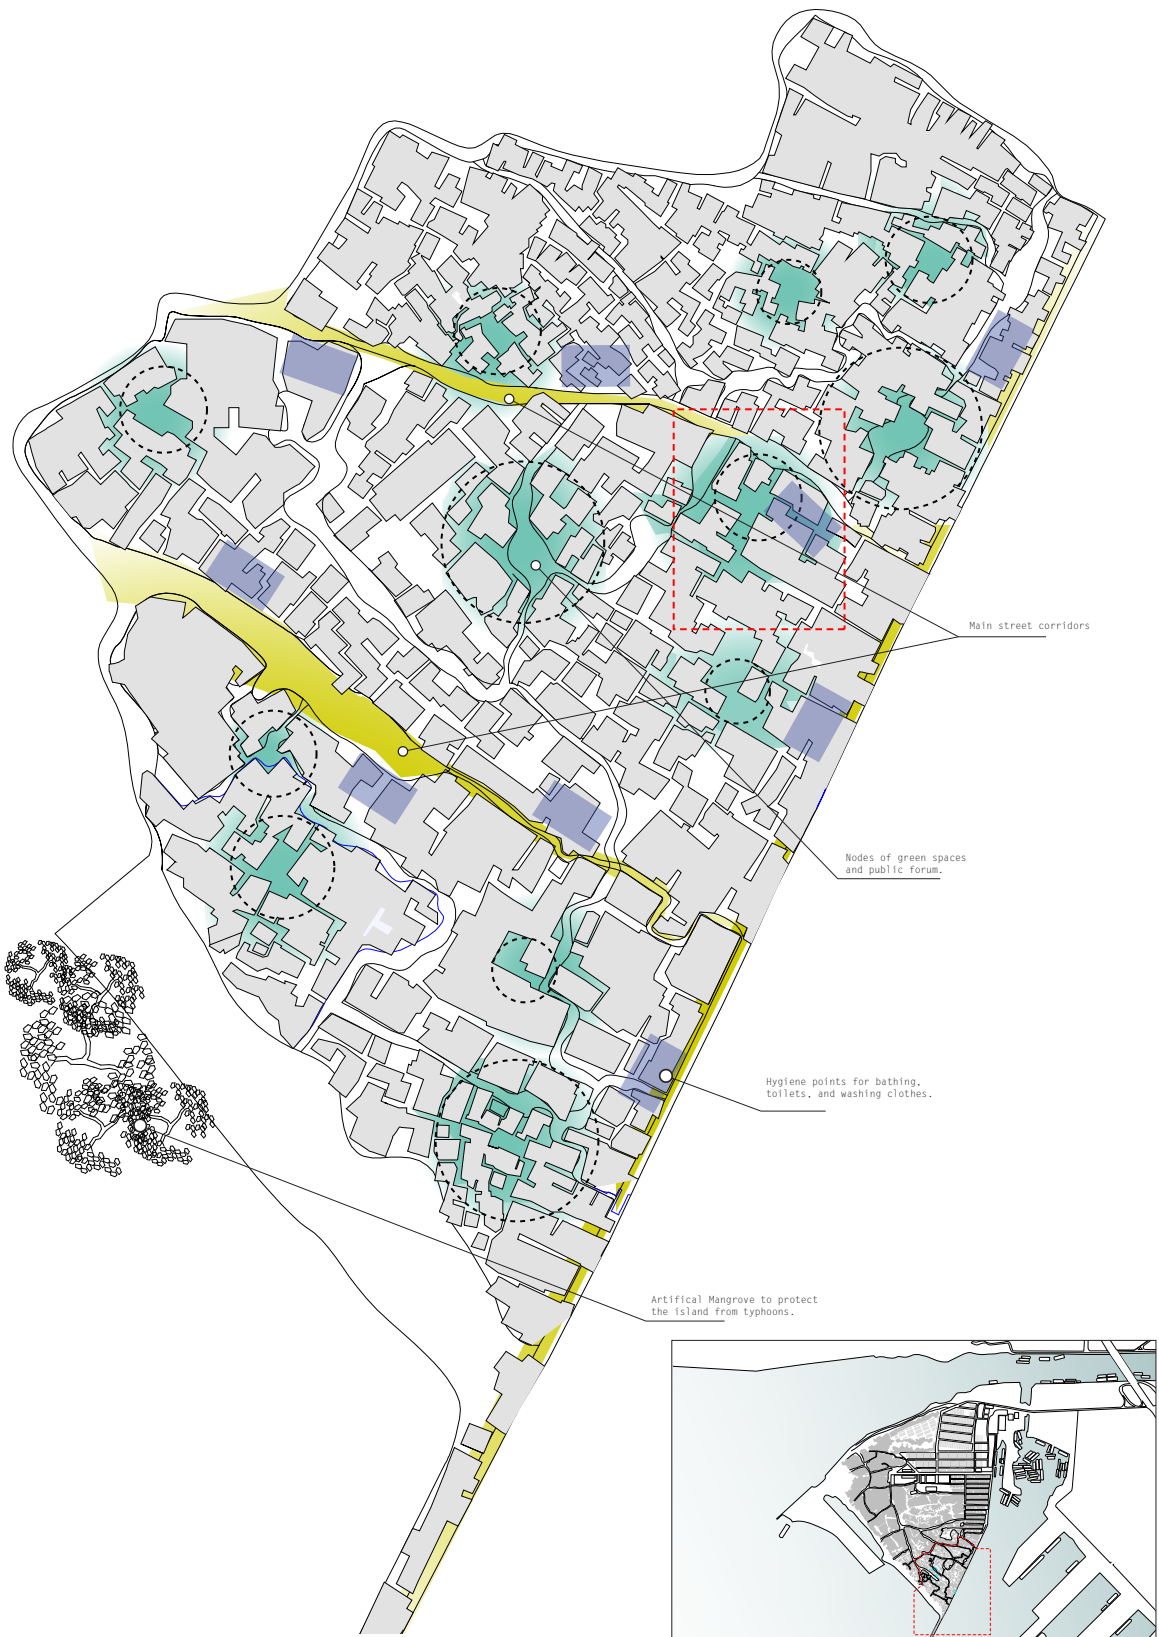 Main street corridors
Nodes of green spaces
and public forum.
Hygiene points for bathing,
toilets, and washing clothes.
Artifical Mangrove to protect
the island from typhoons.